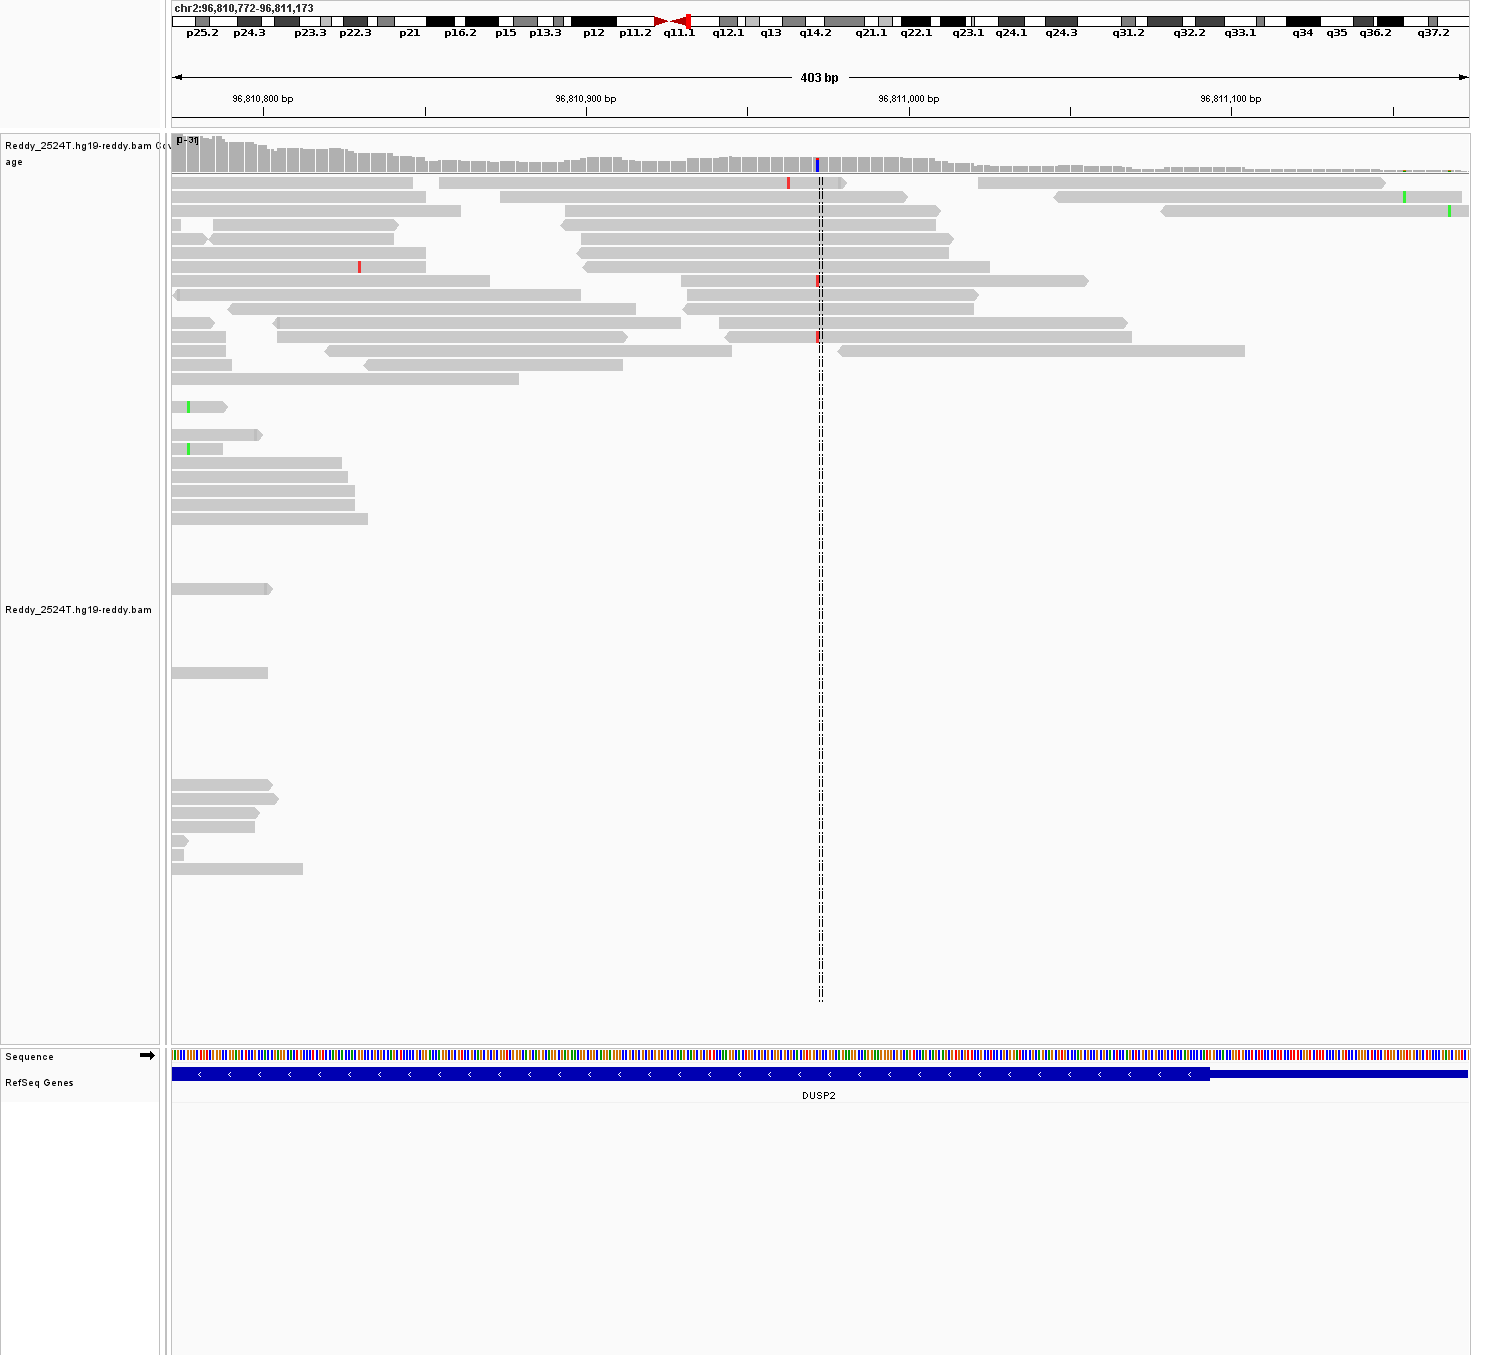 chr2:96,810,772-96,811,173
p25.2 p24.3 p23.3 p22.3 p21 p16.2 p15 p13.3 p12 p11.2 q11.1 q12.1 q13 q14.2 q21.1 q22.1 q23.1 q24.1 q24.3 q31.2 q32.2 q33.1 q34 q35 q36.2 q37.2
403 bp
96,810,800 bp 96,810,900 bp 96,811,000 bp 96,811,100 bp
Reddy_2524T.hg19-reddy.bam Cov
age
[0-31]
Reddy_2524T.hg19-reddy.bam
Sequence
RefSeq Genes
DUSP2